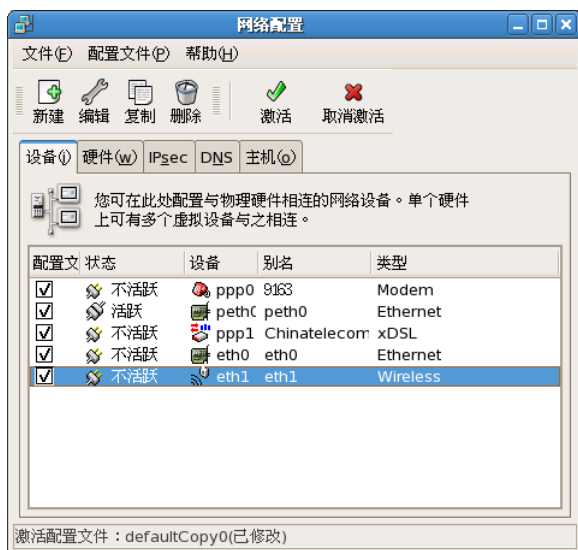 网络配置
文件(F) 配置文件(P) 帮助(H)
新建 编辑 复制 删除 激活 取消激活
设备(i) 硬件(w) IPsec DNS 主机(o)
您可在此处配置与物理硬件相连的网络设备。单个硬件
上可有多个虚拟设备与之相连。
配置文 状态 设备 别名 类型
不活跃 ppp0 9163 Modem
活跃 peth0 peth0 Ethernet
不活跃 ppp1 Chinatelecom xDSL
不活跃 eth0 eth0 Ethernet
不活跃 eth1 eth1 Wireless
激活配置文件：defaultCopy0(已修改)